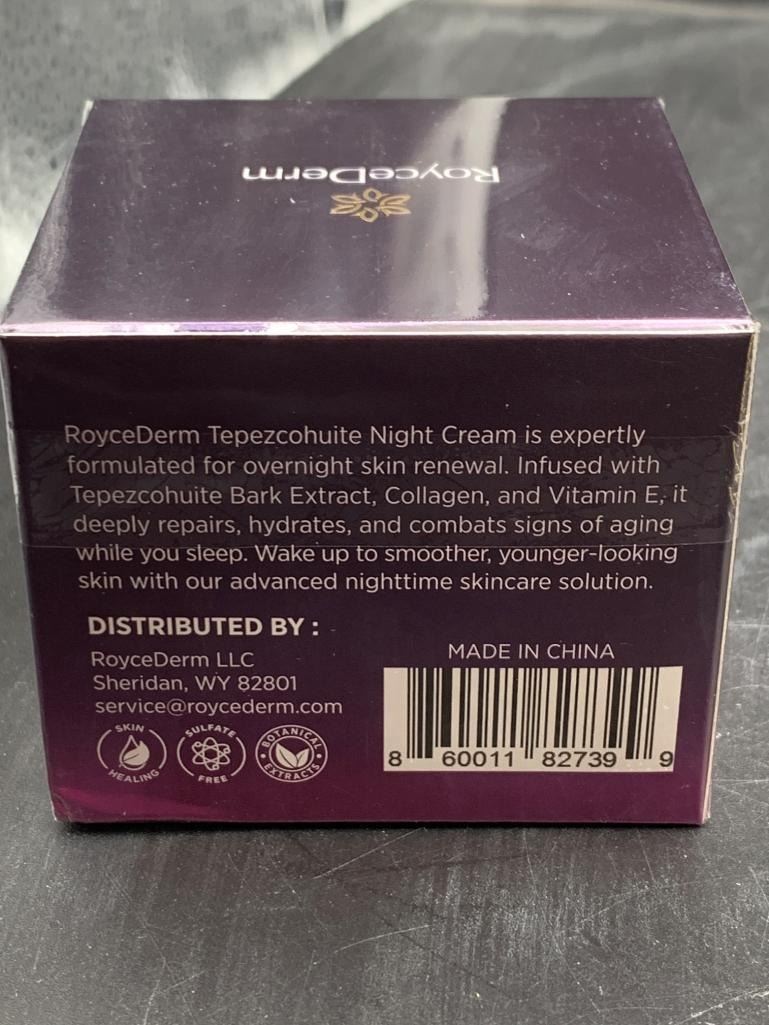 RoyceDerm
RoyceDerm Tepezcohuite Night Cream is expertly
formulated for overnight skin renewal. Infused with
Tepezcohuite Bark Extract, Collagen, and Vitamin E, it
deeply repairs, hydrates, and combats signs of aging
while you sleep. Wake up to smoother, younger-looking
skin with our advanced nighttime skincare solution.
DISTRIBUTED BY :
RoyceDerm LLC
Sheridan, WY 82801
service@roycederm.com
SKIN
HEALING
SULFATE
FREE
BOTANICAL
EXTRACTS
MADE IN CHINA
8 60011 82739 9